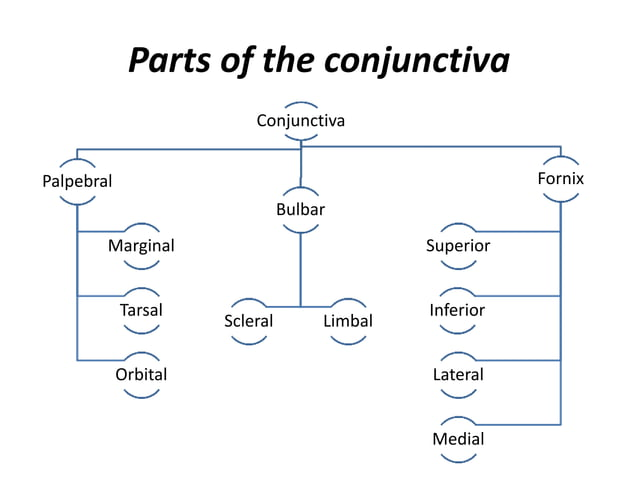 Parts of the conjunctiva
Conjunctiva
Palpebral
Marginal
Tarsal
Orbital
Bulbar
Scleral
Limbal
Fornix
Superior
Inferior
Lateral
Medial